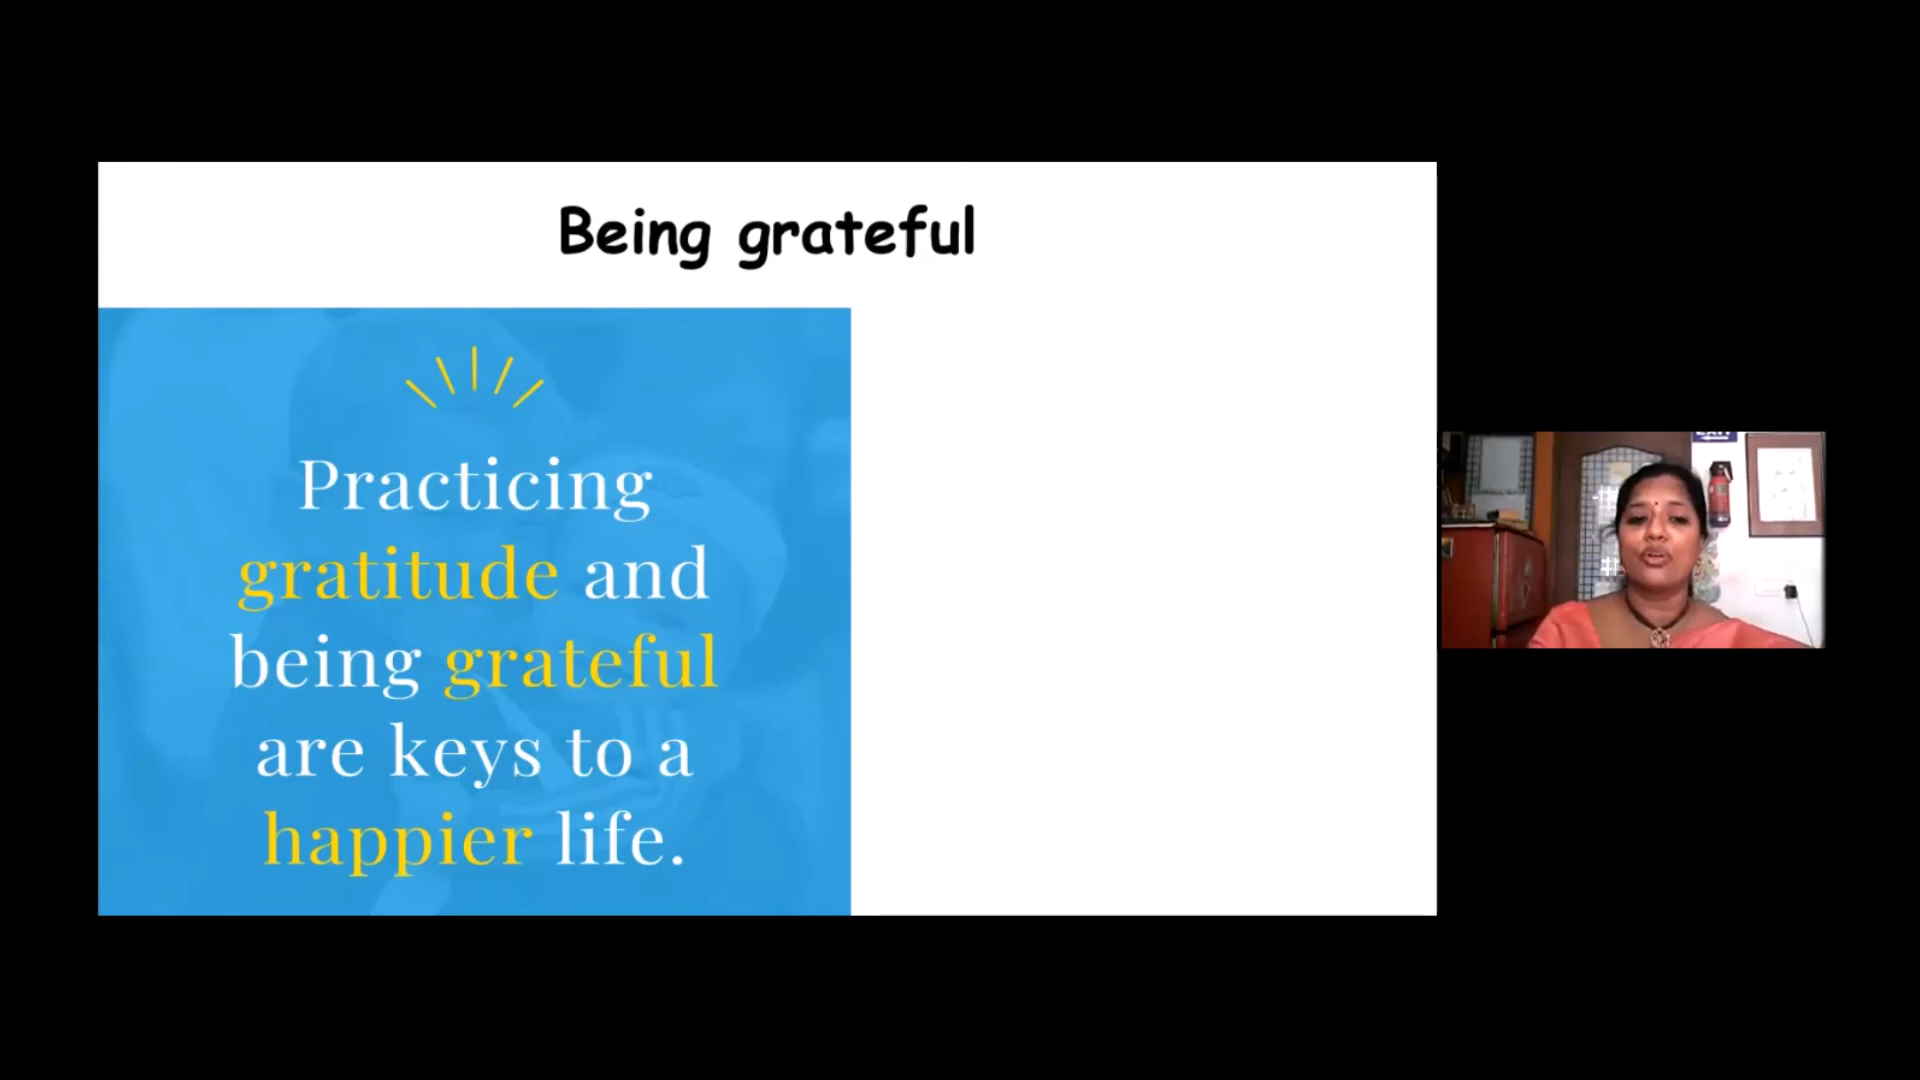 Being grateful
Practicing
gratitude and
being grateful
are keys to a
happier life.